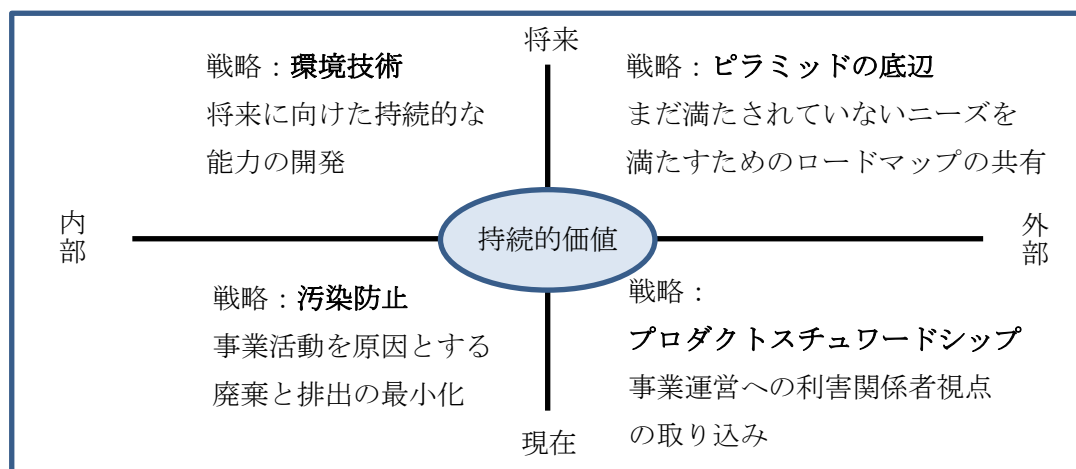 将来
戦略：環境技術
将来に向けた持続的な
能力の開発
戦略：ピラミッドの底辺
まだ満たされていないニーズを
満たすためのロードマップの共有
内部
持続的価値
外部
戦略：汚染防止
事業活動を原因とする
廃棄と排出の最小化
戦略：
プロダクトスチュワードシップ
事業運営への利害関係者視点
の取り込み
現在